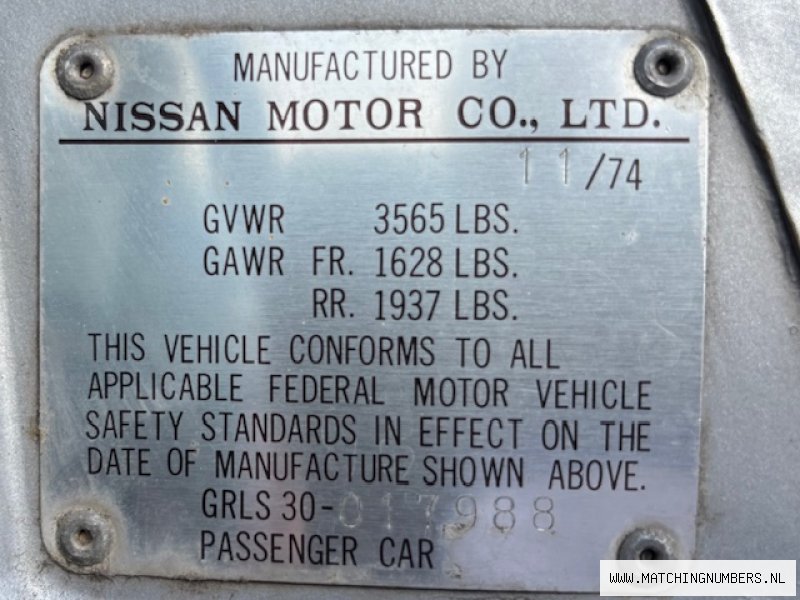 MANUFACTURED BY
NISSAN MOTOR CO., LTD.
11/74
GVWR 3565 LBS.
GAWR FR. 1628 LBS.
RR. 1937 LBS.
THIS VEHICLE CONFORMS TO ALL
APPLICABLE FEDERAL MOTOR VEHICLE
SAFETY STANDARDS IN EFFECT ON THE
DATE OF MANUFACTURE SHOWN ABOVE.
GRLS 30-017988
PASSENGER CAR
WWW.MATCHINGNUMBERS.NL